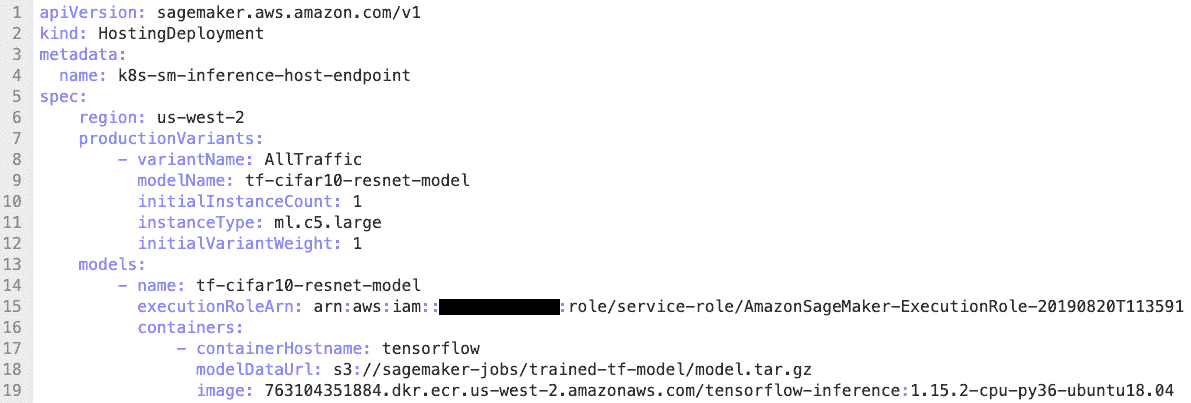 1 apiVersion: sagemaker.aws.amazon.com/v1
2 kind: HostingDeployment
3 metadata:
4   name: k8s-sm-inference-host-endpoint
5 spec:
6     region: us-west-2
7     productionVariants:
8         - variantName: AllTraffic
9           modelName: tf-cifar10-resnet-model
10           initialInstanceCount: 1
11           instanceType: ml.c5.large
12           initialVariantWeight: 1
13     models:
14         - name: tf-cifar10-resnet-model
15           executionRoleArn: arn:aws:iam:: :role/service-role/AmazonSageMaker-ExecutionRole-20190820T113591
16           containers:
17               - containerHostname: tensorflow
18                 modelDataUrl: s3://sagemaker-jobs/trained-tf-model/model.tar.gz
19                 image: 763104351884.dkr.ecr.us-west-2.amazonaws.com/tensorflow-inference:1.15.2-cpu-py36-ubuntu18.04